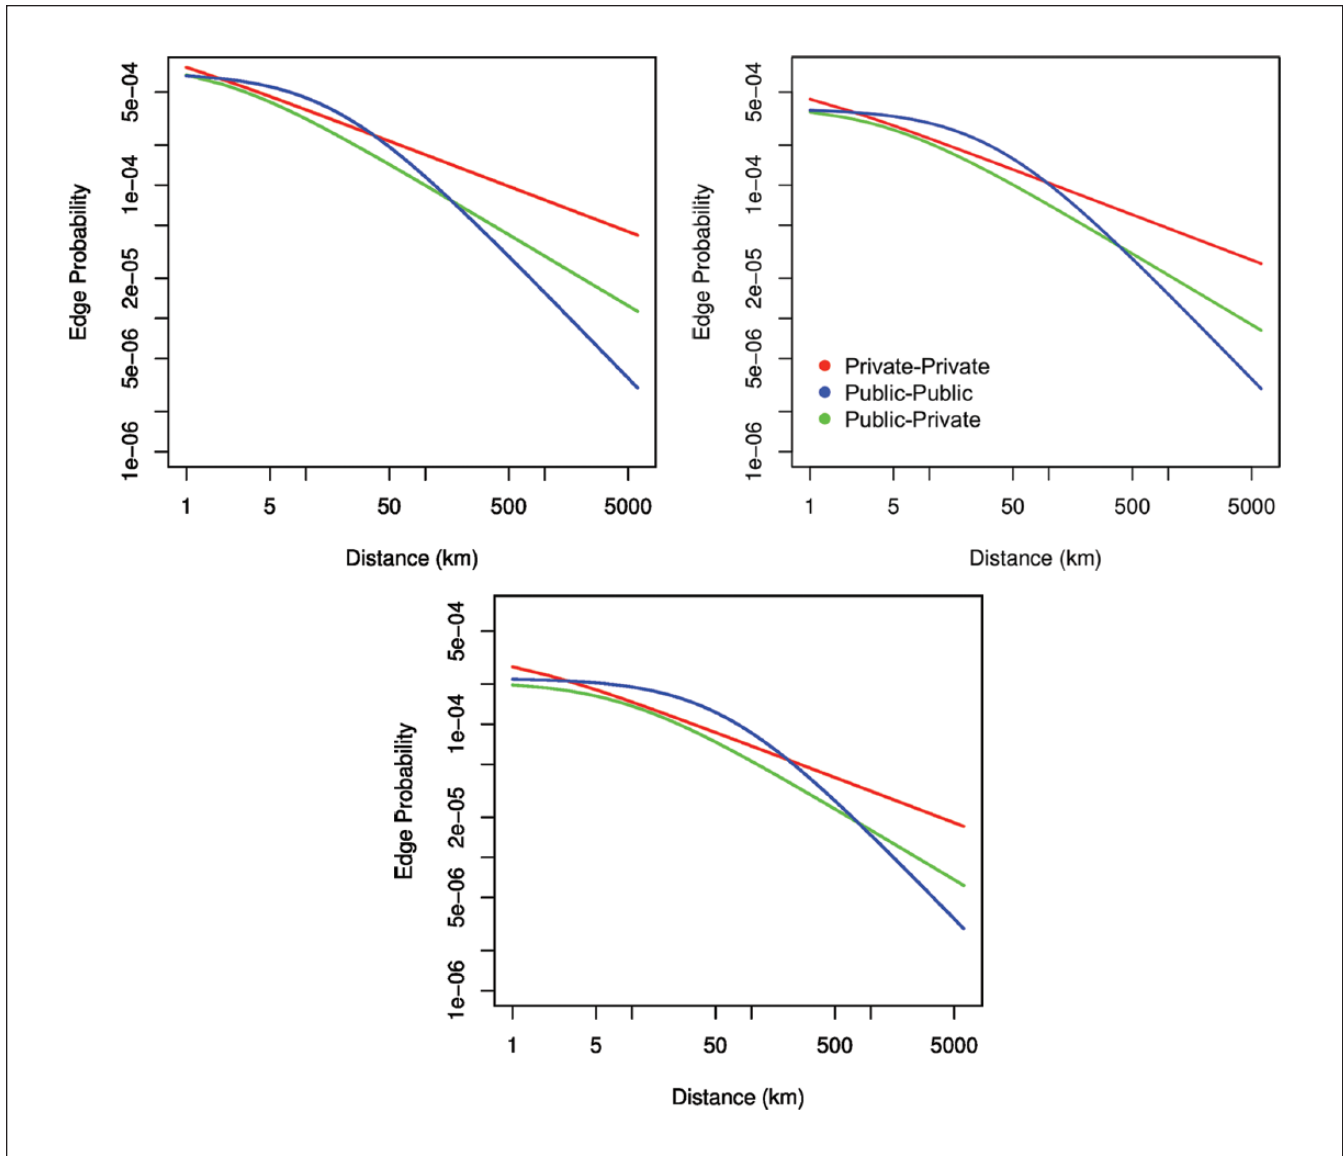 Edge Probability
5e−04
1e−04
2e−05
5e−06
1e−06
1 5 50 500 5000
Distance (km)
Edge Probability
5e−04
1e−04
2e−05
5e−06
1e−06
Private-Private
Public-Public
Public-Private
1 5 50 500 5000
Distance (km)
Edge Probability
5e−04
1e−04
2e−05
5e−06
1e−06
1 5 50 500 5000
Distance (km)